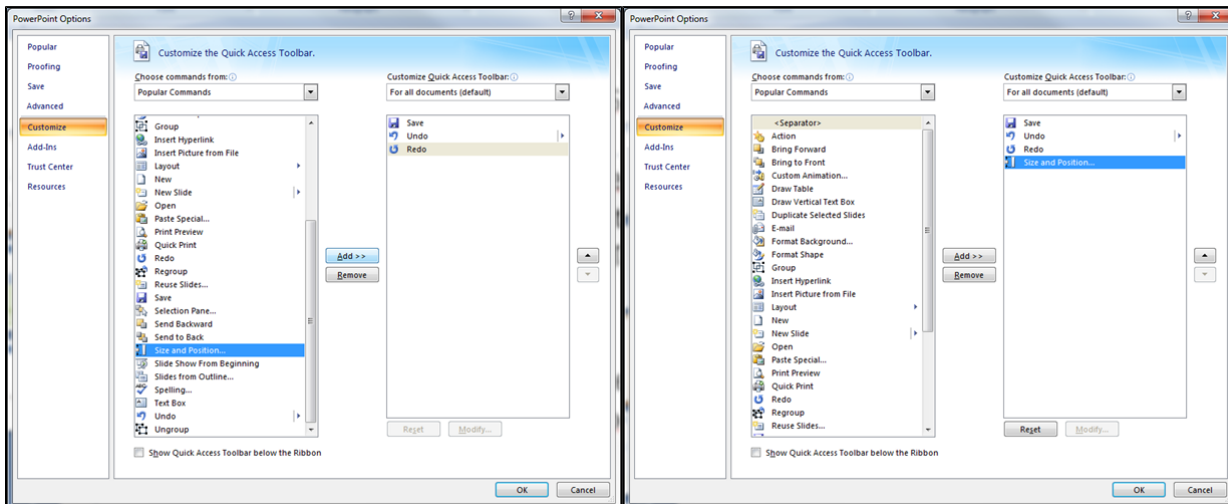 PowerPoint Options
Popular
Proofing
Save
Advanced
Customize
Add-Ins
Trust Center
Resources
Customize the Quick Access Toolbar.
Choose commands from:
Popular Commands
Group
Insert Hyperlink
Insert Picture from File
Layout
New
New Slide
Open
Paste Special...
Print Preview
Quick Print
Redo
Regroup
Reuse Slides...
Save
Selection Pane...
Send Backward
Send to Back
Size and Position...
Slide Show From Beginning
Slides from Outline...
Spelling...
Text Box
Undo
Ungroup
Add >>
Remove
Customize Quick Access Toolbar:
For all documents (default)
Save
Undo
Redo
Reset Modify...
Show Quick Access Toolbar below the Ribbon
OK Cancel
PowerPoint Options
Popular
Proofing
Save
Advanced
Customize
Add-Ins
Trust Center
Resources
Customize the Quick Access Toolbar.
Choose commands from:
Popular Commands
<Separator>
Action
Bring Forward
Bring to Front
Custom Animation...
Draw Table
Draw Vertical Text Box
Duplicate Selected Slides
E-mail
Format Background...
Format Shape
Group
Insert Hyperlink
Insert Picture from File
Layout
New
New Slide
Open
Paste Special...
Print Preview
Quick Print
Redo
Regroup
Reuse Slides...
Add >>
Remove
Customize Quick Access Toolbar:
For all documents (default)
Save
Undo
Redo
Size and Position...
Reset Modify...
Show Quick Access Toolbar below the Ribbon
OK Cancel